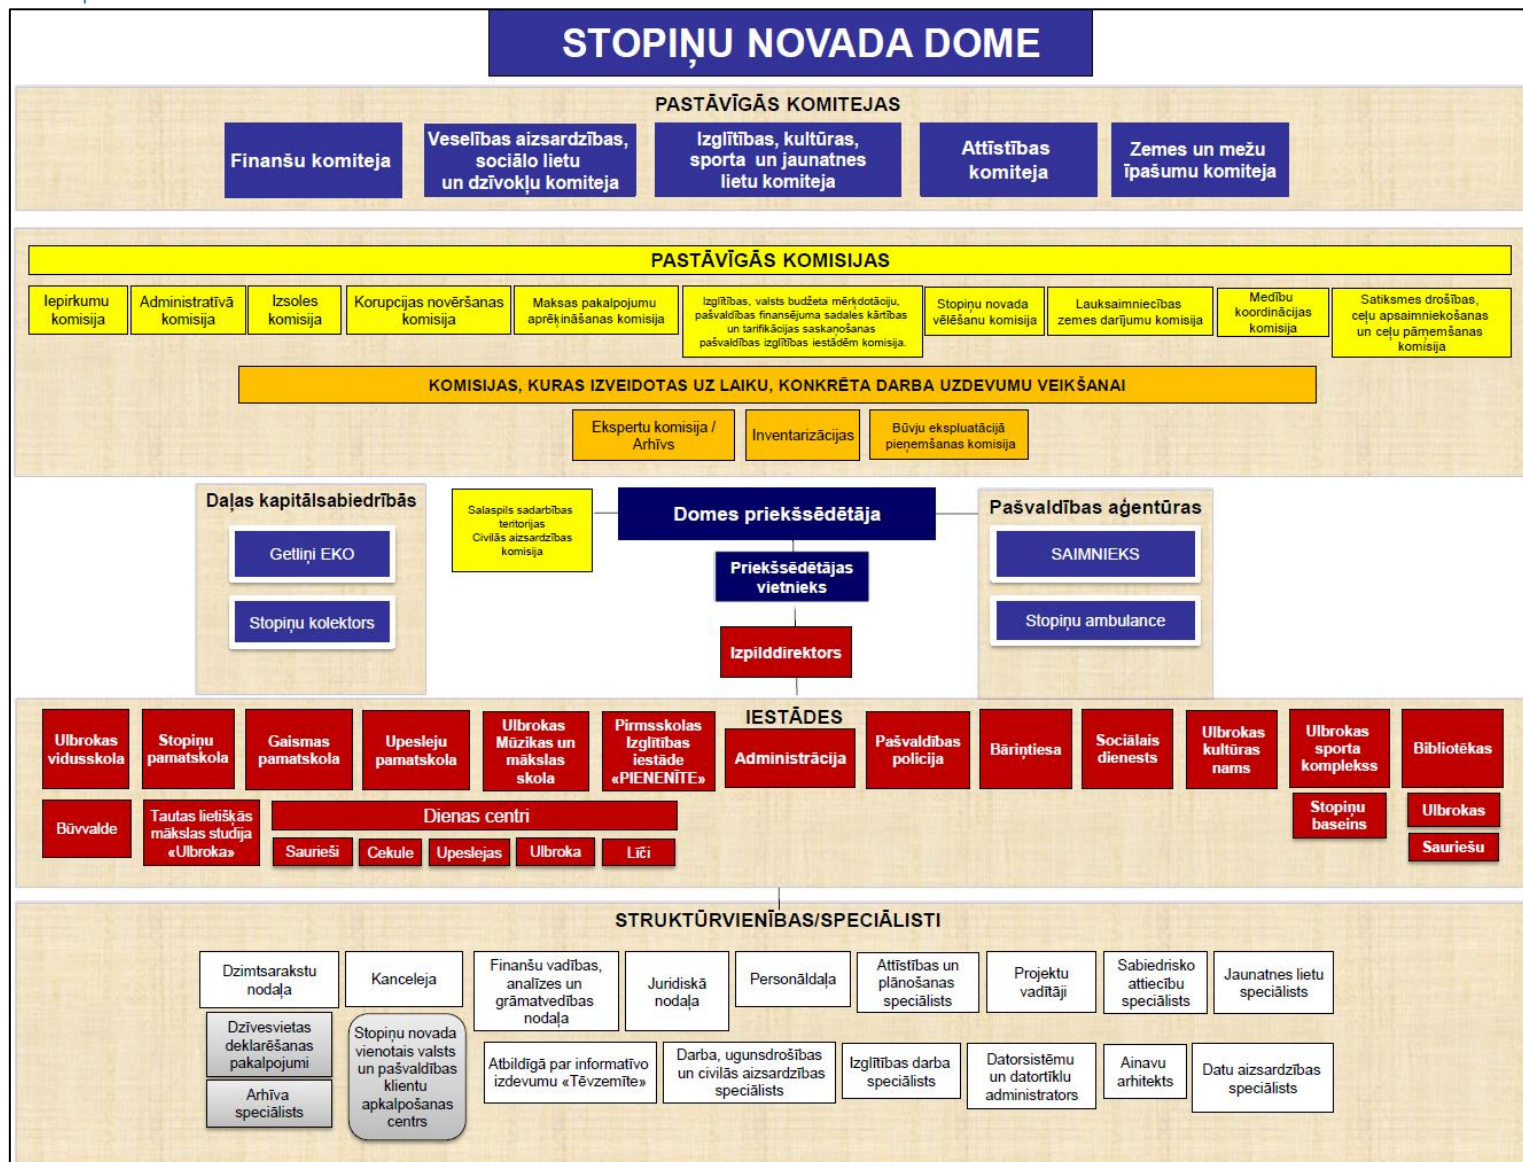 STOPIŅU NOVADA DOME
PASTĀVĪGĀS KOMITEJAS
Finanšu komiteja
Veselības aizsardzības,
sociālo lietu
un dzīvokļu komiteja
Izglītības, kultūras,
sporta un jaunatnes
lietu komiteja
Attīstības
komiteja
Zemes un mežu
īpašumu komiteja
PASTĀVĪGĀS KOMISIJAS
Iepirkumu
komisija
Administratīvā
komisija
Izsoles
komisija
Korupcijas novēršanas
komisija
Maksas pakalpojumu
aprēķināšanas komisija
Izglītības, valsts budžeta mērķdotāciju,
pašvaldības finansējuma sadales kārtības
un tarifikācijas saskaņošanas
pašvaldības izglītības iestādēm komisija.
Stopiņu novada
vēlēšanu komisija
Lauksaimniecības
zemes darījumu komisija
Medību
koordinācijas
komisija
Satiksmes drošības,
ceļu apsaimniekošanas
un ceļu pārņemšanas
komisija
KOMISIJAS, KURAS IZVEIDOTAS UZ LAIKU, KONKRĒTA DARBA UZDEVUMU VEIKŠANAI
Ekspertu komisija /
Arhīvs
Inventarizācijas
Būvju ekspluatācijā
pieņemšanas komisija
Daļas kapitālsabiedrībās
Getliņi EKO
Stopiņu kolektors
Salaspils sadarbības
teritorijas
Civilās aizsardzības
komisija
Domes priekšsēdētāja
Priekšsēdētājas
vietnieks
Izpilddirektors
Pašvaldības aģentūras
SAIMNIEKS
Stopiņu ambulance
IESTĀDES
Ulbrokas
vidusskola
Stopiņu
pamatskola
Gaismas
pamatskola
Upesleju
pamatskola
Ulbrokas
Mūzikas un
mākslas
skola
Pirmsskolas
Izglītības
iestāde
«PIENENĪTE»
Administrācija
Pašvaldības
policija
Bāriņtiesa
Sociālais
dienests
Ulbrokas
kultūras
nams
Ulbrokas
sporta
komplekss
Bibliotēkas
Būvvalde
Tautas lietišķās
mākslas studija
«Ulbroka»
Dienas centri
Saurieši
Cekule
Upeslejas
Ulbroka
Līči
Stopiņu
baseins
Ulbrokas
Sauriešu
STRUKTŪRVIENĪBAS/SPECIĀLISTI
Dzimtsarakstu
nodaļa
Kanceleja
Finanšu vadības,
analīzes un
grāmatvedības
nodaļa
Juridiskā
nodaļa
Personāldaļa
Attīstības un
plānošanas
speciālists
Projektu
vadītāji
Sabiedrisko
attiecību
speciālists
Jaunatnes lietu
speciālists
Dzīvesvietas
deklarēšanas
pakalpojumi
Arhīva
speciālists
Stopiņu novada
vienotais valsts
un pašvaldības
klientu
apkalpošanas
centrs
Atbildīgā par informatīvo
izdevumu «Tēvzemīte»
Darba, ugunsdrošības
un civilās aizsardzības
speciālists
Izglītības darba
speciālists
Datorsistēmu
un datortīklu
administrators
Ainavu
arhitekts
Datu aizsardzības
speciālists